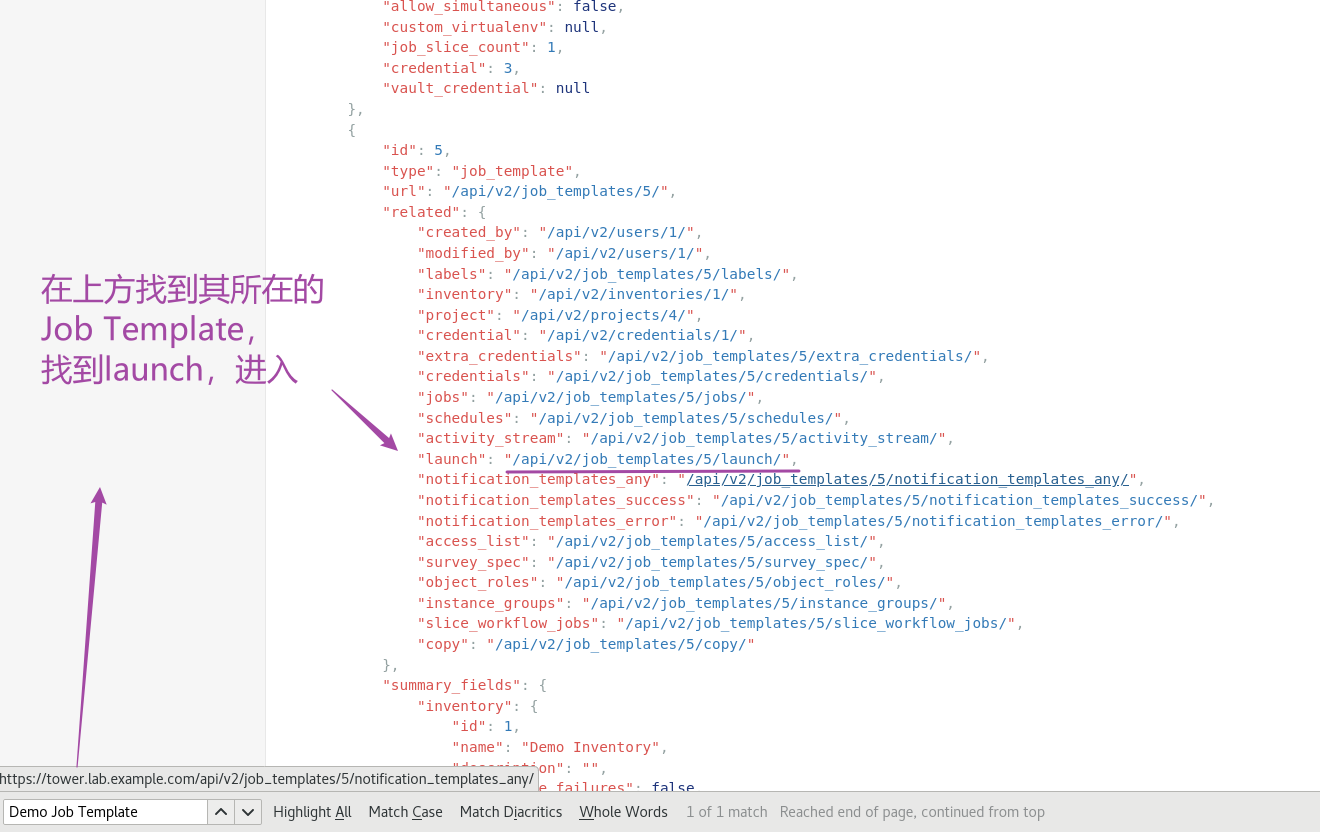 "allow_simultaneous": false,
"custom_virtualenv": null,
"job_slice_count": 1,
"credential": 3,
"vault_credential": null
},
{
"id": 5,
"type": "job_template",
"url": "/api/v2/job_templates/5/",
"related": {
"created_by": "/api/v2/users/1/",
"modified_by": "/api/v2/users/1/",
"labels": "/api/v2/job_templates/5/labels/",
"inventory": "/api/v2/inventories/1/",
"project": "/api/v2/projects/4/",
"credential": "/api/v2/credentials/1/",
"extra_credentials": "/api/v2/job_templates/5/extra_credentials/",
"credentials": "/api/v2/job_templates/5/credentials/",
"jobs": "/api/v2/job_templates/5/jobs/",
"schedules": "/api/v2/job_templates/5/schedules/",
"activity_stream": "/api/v2/job_templates/5/activity_stream/",
"launch": "/api/v2/job_templates/5/launch/",
"notification_templates_any": "/api/v2/job_templates/5/notification_templates_any/",
"notification_templates_success": "/api/v2/job_templates/5/notification_templates_success/",
"notification_templates_error": "/api/v2/job_templates/5/notification_templates_error/",
"access_list": "/api/v2/job_templates/5/access_list/",
"survey_spec": "/api/v2/job_templates/5/survey_spec/",
"object_roles": "/api/v2/job_templates/5/object_roles/",
"instance_groups": "/api/v2/job_templates/5/instance_groups/",
"slice_workflow_jobs": "/api/v2/job_templates/5/slice_workflow_jobs/",
"copy": "/api/v2/job_templates/5/copy/"
},
"summary_fields": {
"inventory": {
"id": 1,
"name": "Demo Inventory",
"description": "",
failures": false
在上方找到其所在的
Job Template，
找到launch，进入
https://tower.lab.example.com/api/v2/job_templates/5/notification_templates_any/
Demo Job Template Highlight All Match Case Match Diacritics Whole Words 1 of 1 match Reached end of page, continued from top